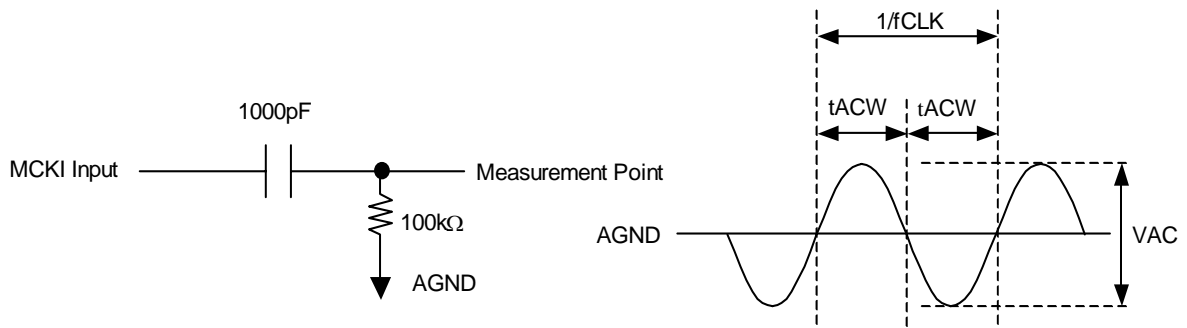 1000pF
MCKI Input
Measurement Point
100kΩ
AGND
1/fCLK
tACW
tACW
AGND
VAC